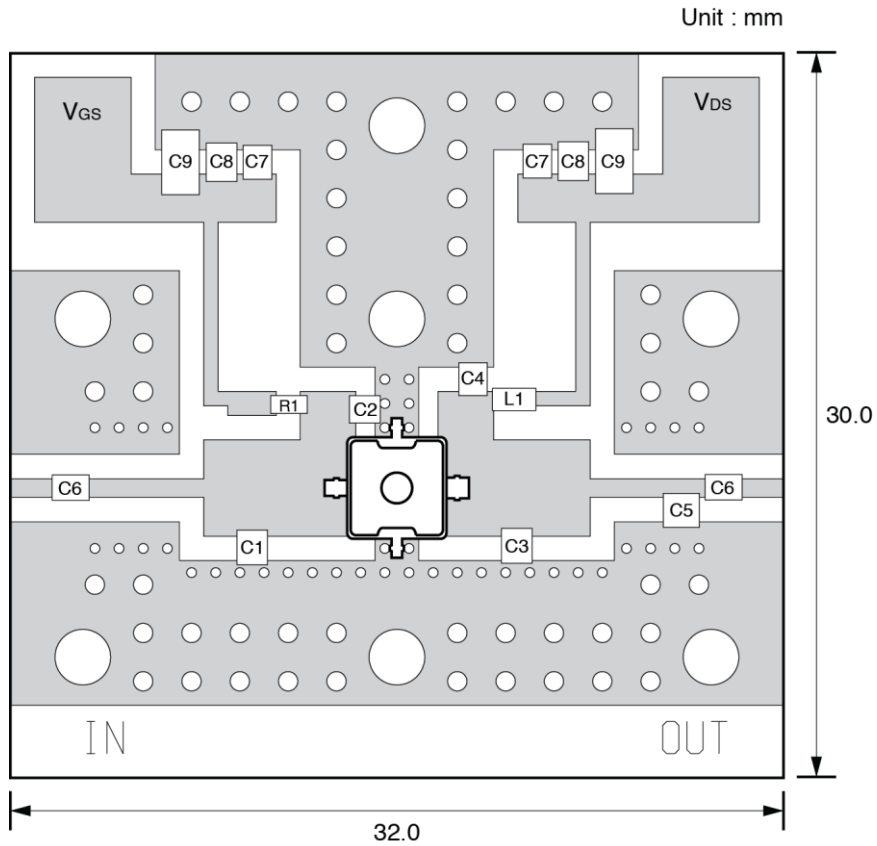 Unit : mm
VGS
VDS
C9 C8 C7
C7 C8 C9
C4
R1 C2
L1
30.0
C6
C6
C5
C1
C3
IN
OUT
32.0